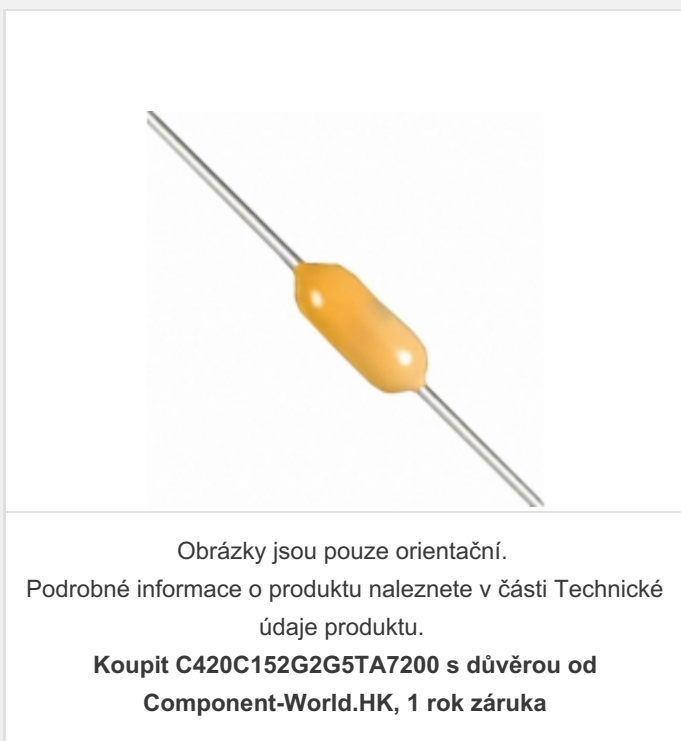 Obrázky jsou pouze orientační.
Podrobné informace o produktu naleznete v části Technické
údaje produktu.
Koupit C420C152G2G5TA7200 s důvěrou od
Component-World.HK, 1 rok záruka